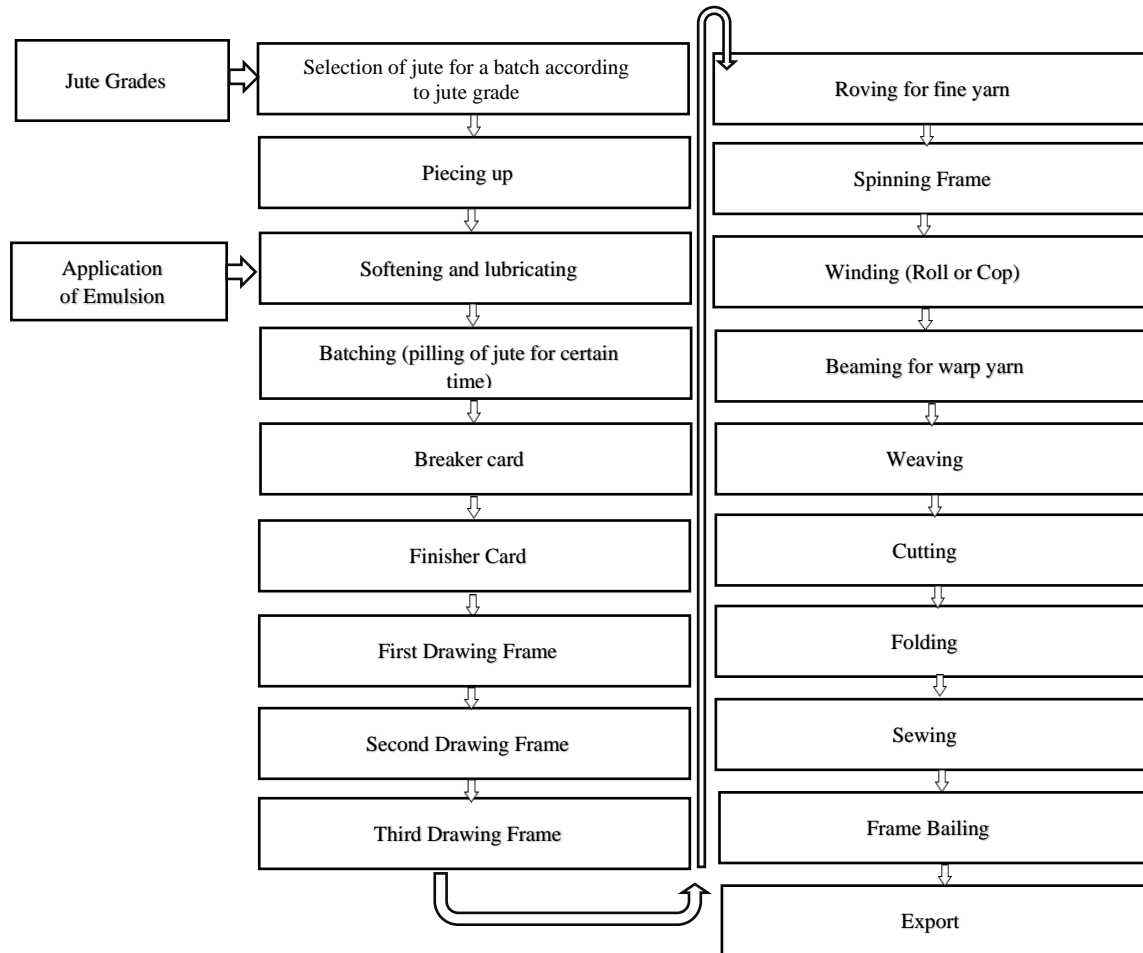 Jute Grades
Selection of jute for a batch according
to jute grade
Piecing up
Application
of Emulsion
Softening and lubricating
Batching (pilling of jute for certain
time)
Breaker card
Finisher Card
First Drawing Frame
Second Drawing Frame
Third Drawing Frame
Roving for fine yarn
Spinning Frame
Winding (Roll or Cop)
Beaming for warp yarn
Weaving
Cutting
Folding
Sewing
Frame Bailing
Export